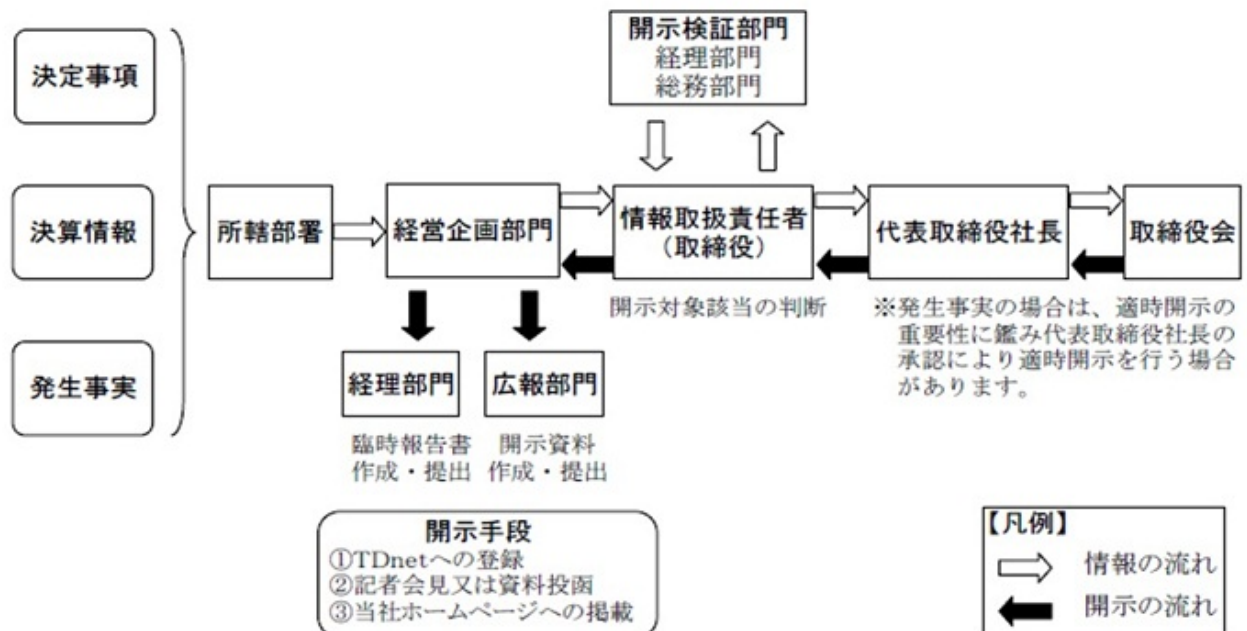 決定事項
決算情報
発生事実
所轄部署
経営企画部門
開示検証部門
経理部門
総務部門
情報取扱責任者
(取締役)
開示対象該当の判断
代表取締役社長
取締役会
※発生事実の場合は、適時開示の
重要性に鑑み代表取締役社長の
承認により適時開示を行う場合
があります。
経理部門
臨時報告書
作成・提出
広報部門
開示資料
作成・提出
開示手段
①TDnetへの登録
②記者会見又は資料投函
③当社ホームページへの掲載
【凡例】
情報の流れ
開示の流れ